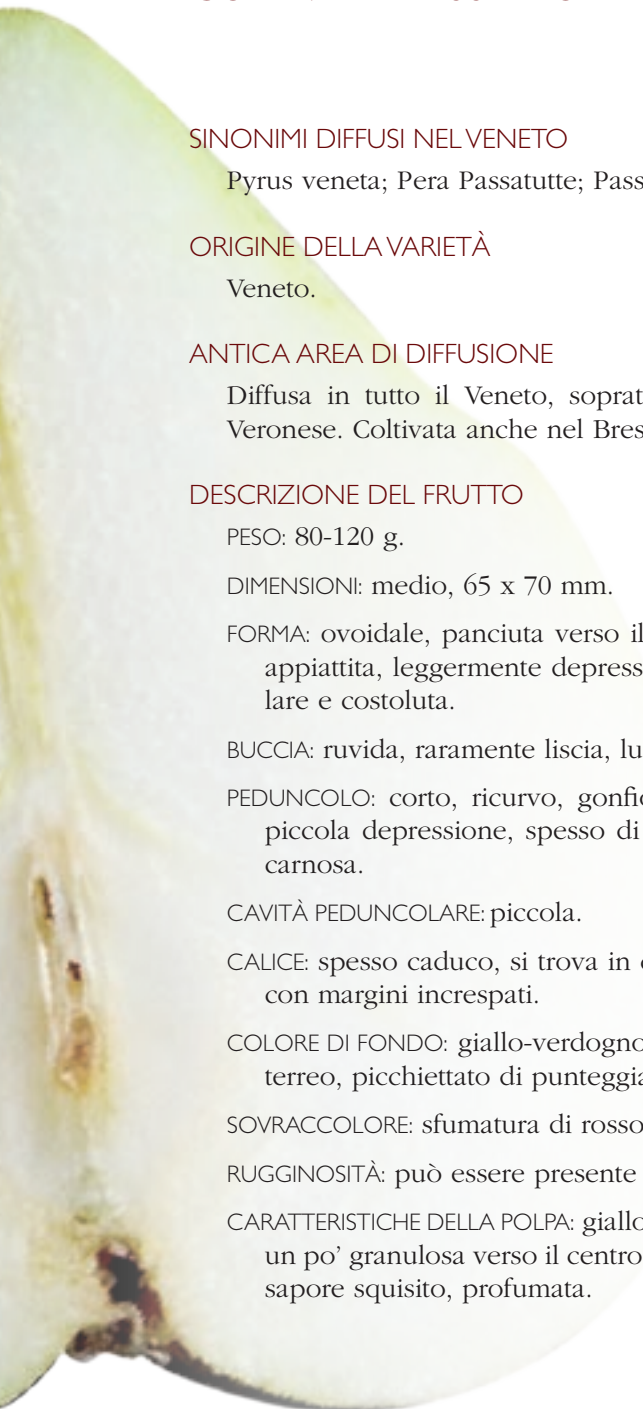 SINONIMI DIFFUSI NEL VENETO
Pyrus veneta; Pera Passatutte;
ORIGINE DELLA VARIETÀ
Veneto.
ANTICA AREA DI DIFFUSIONE
Diffusa in tutto il Veneto,
Veronese. Coltivata anche nel
DESCRIZIONE DEL FRUTTO
PESO: 80-120 g.
DIMENSIONI: medio, 65 x 70 mm.
FORMA: ovoidale, panciuta verso il
appiattita, leggermente
lare e costoluta.
BUCCIA: ruvida, raramente liscia,
PEDUNCOLO: corto, ricurvo,
piccola depressione, spesso di
carnosa.
CAVITÀ PEDUNCOLARE: piccola.
CALICE: spesso caduco, si trova in
con margini increspati.
COLORE DI FONDO:
terreo, picchiettato di
SOVRACCOLORE: sfumatura di rosso
RUGGINOSITÀ: può essere presente
CARATTERISTICHE DELLA POLPA:
un po' granulosa verso il centro
sapore squisito, profumata.